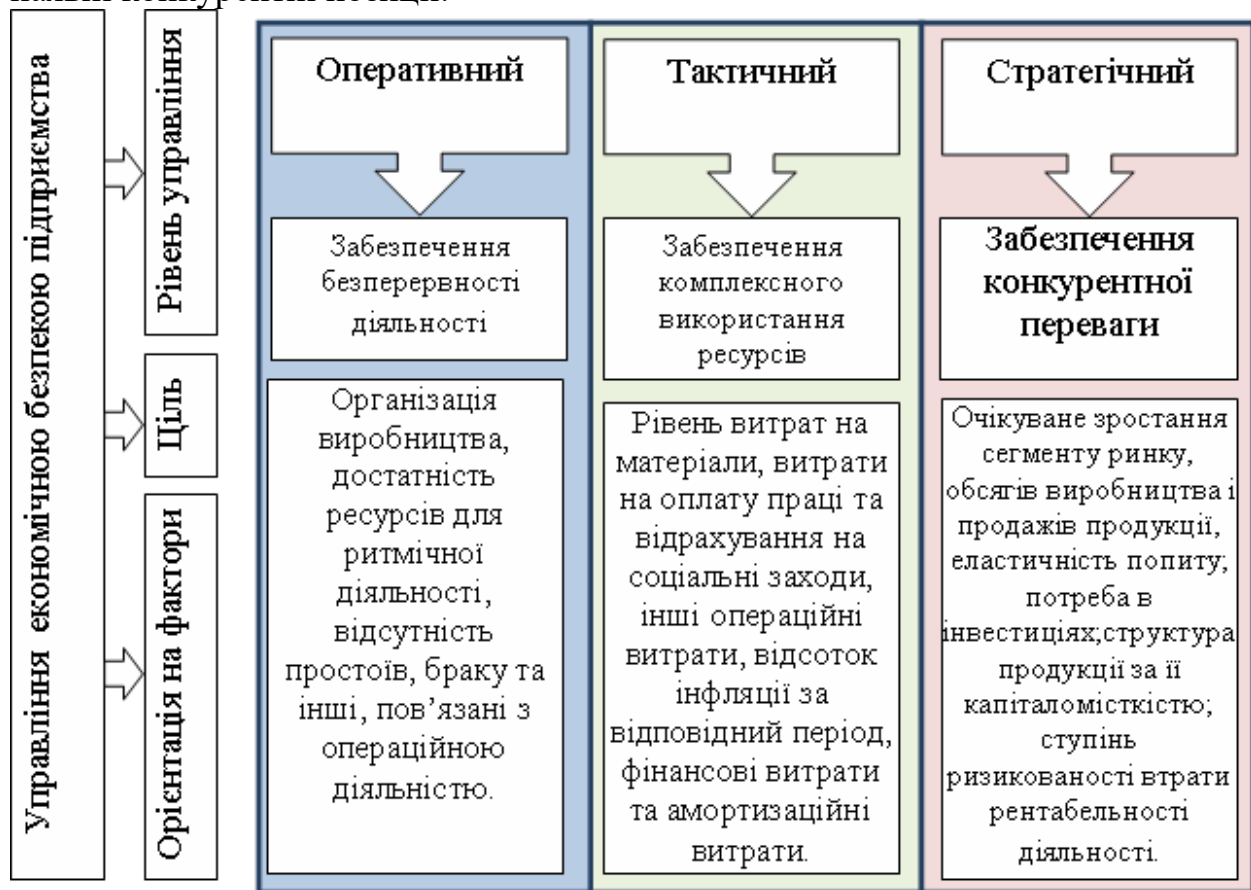 Управління економічною безпекою підприємства
Рівень управління
Ціль
Орієнтація на фактори
Оперативний
Забезпечення
безперервності
діяльності
Організація
виробництва,
достатність
ресурсів для
ритмічної
діяльності,
відсутність
простоїв, браку та
інші, пов’язані з
операційною
діяльністю.
Тактичний
Забезпечення
комплексного
використання
ресурсів
Рівень витрат на
матеріали, витрати
на оплату праці та
відрахування на
соціальні заходи,
інші операційні
витрати, відсоток
інфляції за
відповідний період,
фінансові витрати
та амортизаційні
витрати.
Стратегічний
Забезпечення
конкурентної
переваги
Очікуване зростання
сегменту ринку,
обсягів виробництва і
продажів продукції,
еластичність попиту;
потреба в
інвестиціях;структура
продукції за її
капіталомісткістю;
ступінь
ризикованості втрати
рентабельності
діяльності.